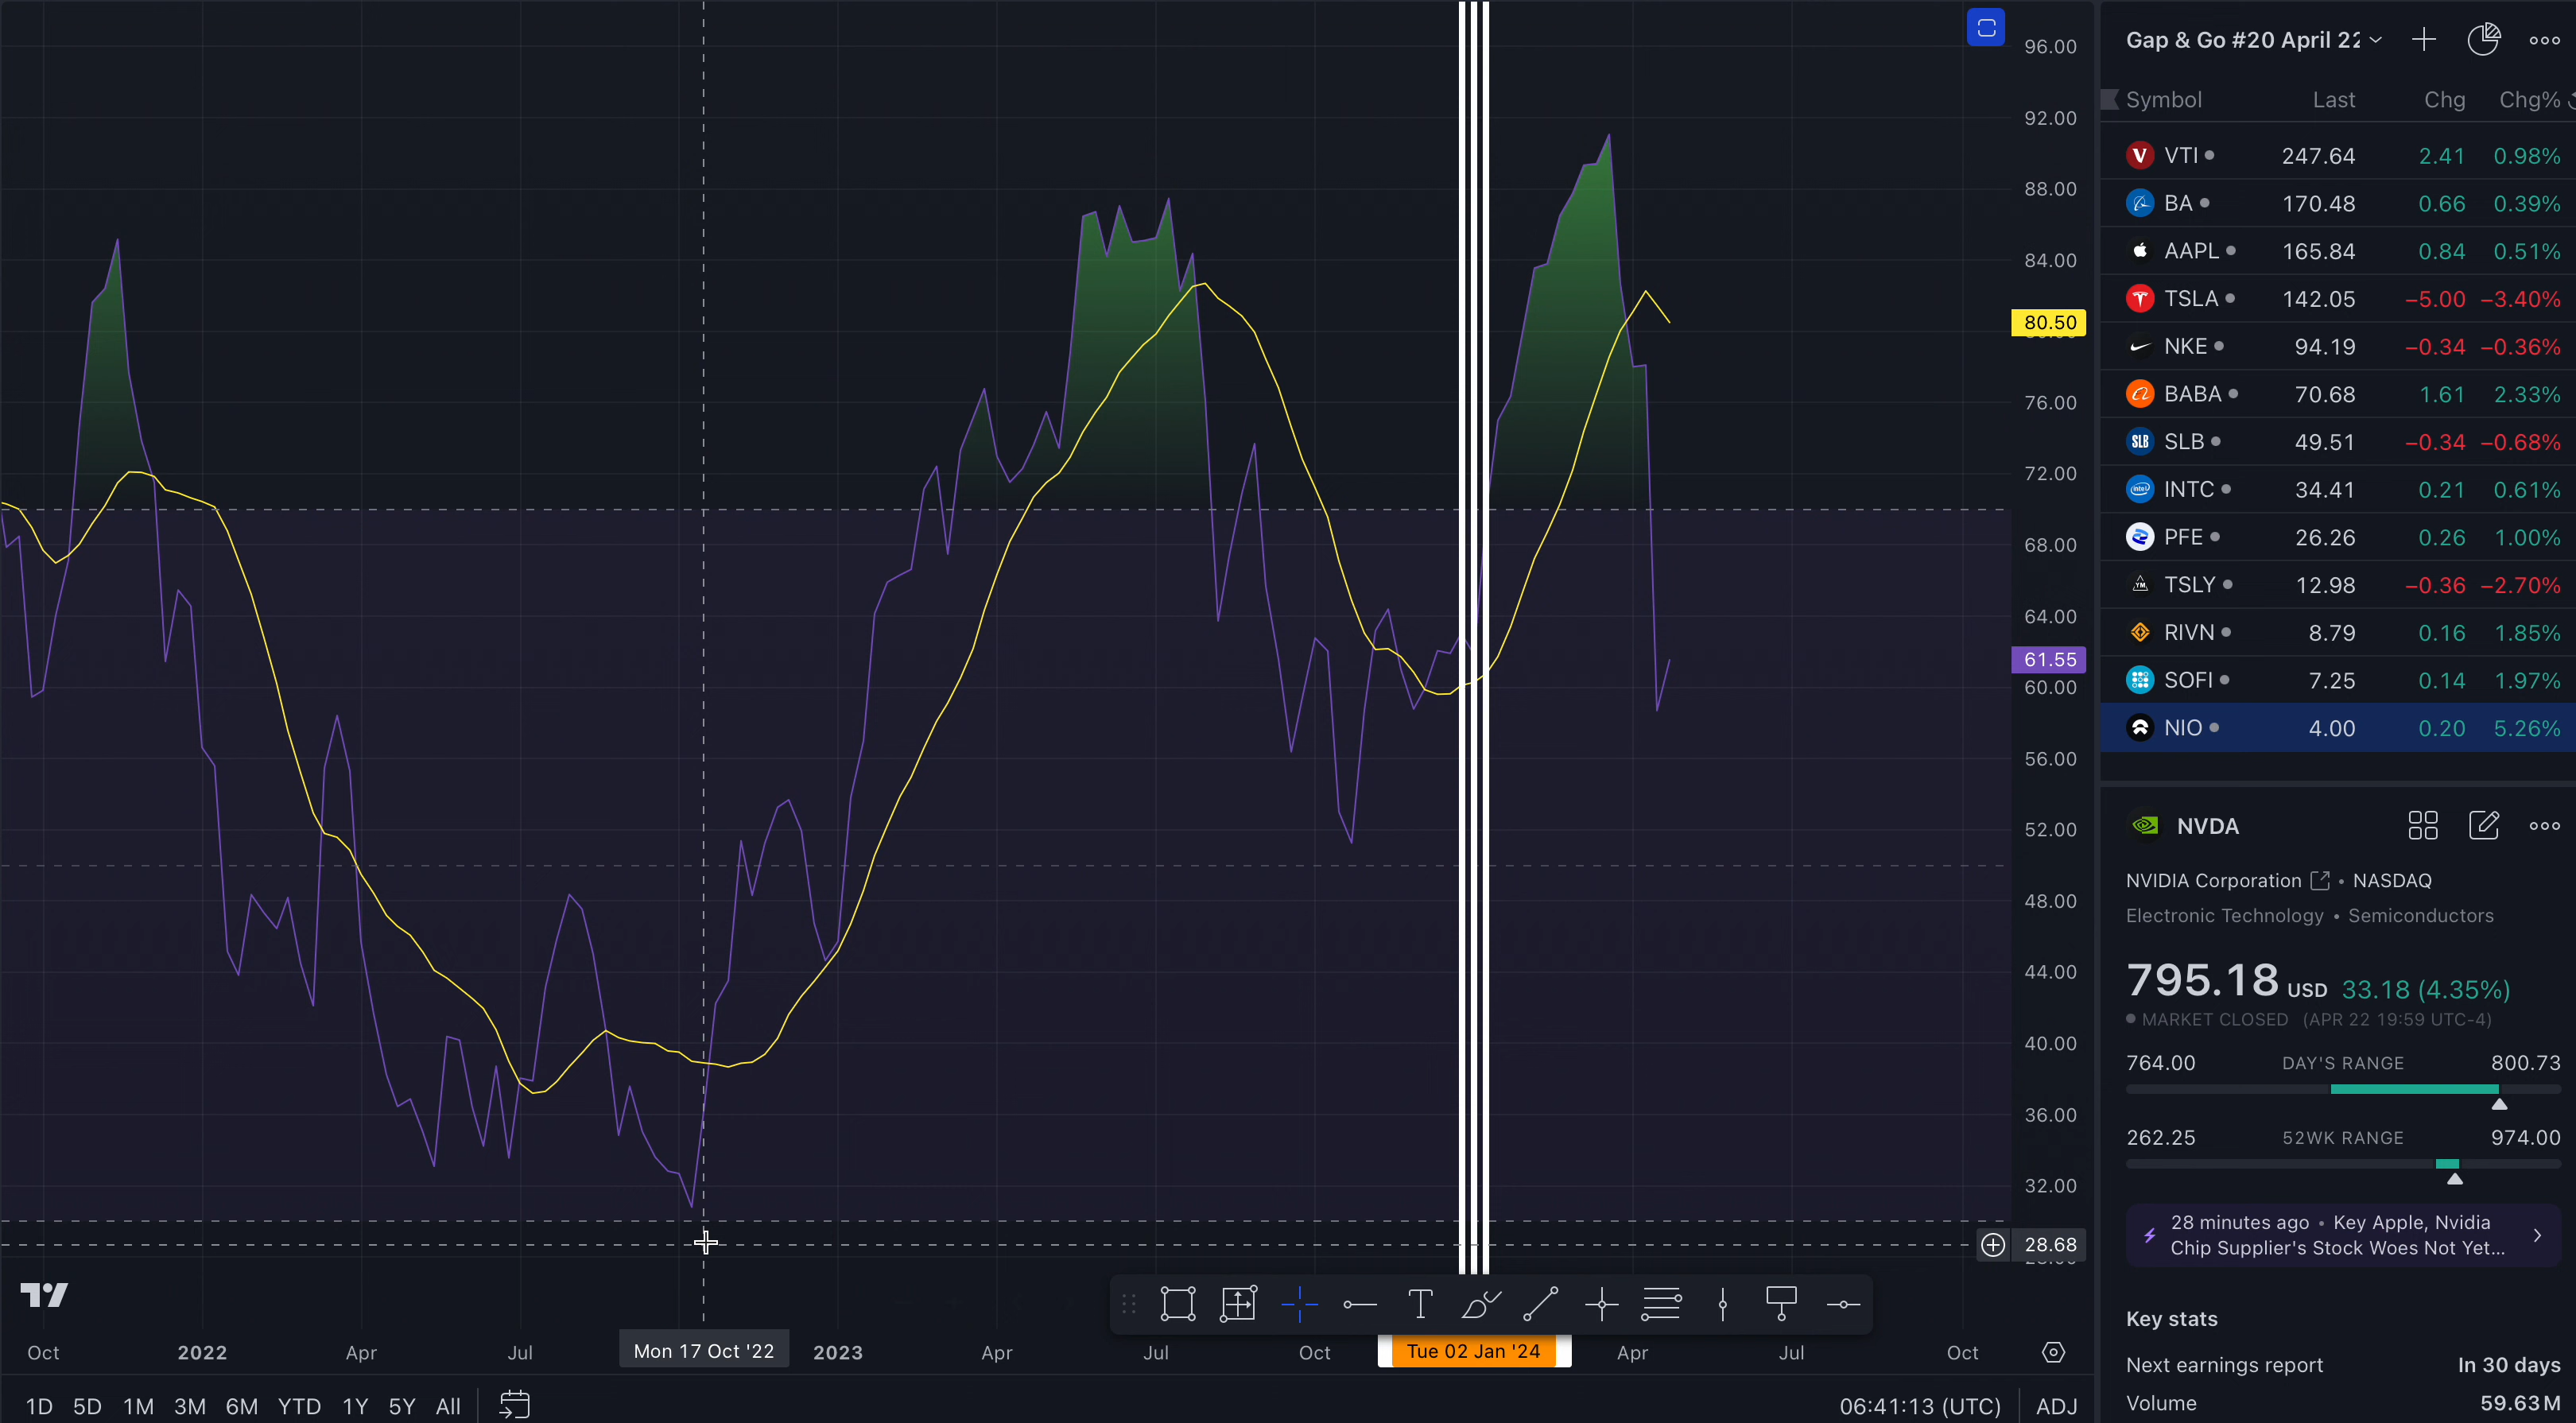 96.00
92.00
88.00
84.00
80.50
76.00
72.00
68.00
64.00
61.55
60.00
56.00
52.00
48.00
44.00
40.00
36.00
32.00
28.68
Oct 2022 Apr Jul Mon 17 Oct '22 2023 Apr Jul Oct Tue 02 Jan '24 Apr Jul Oct
1D 5D 1M 3M 6M YTD 1Y 5Y All 06:41:13 (UTC) ADJ
Gap & Go #20 April 22
Symbol Last Chg Chg%
VTI 247.64 2.41 0.98%
BA 170.48 0.66 0.39%
AAPL 165.84 0.84 0.51%
TSLA 142.05 −5.00 −3.40%
NKE 94.19 −0.34 −0.36%
BABA 70.68 1.61 2.33%
SLB SLB 49.51 −0.34 −0.68%
intel INTC 34.41 0.21 0.61%
PFE 26.26 0.26 1.00%
YM TSLY 12.98 −0.36 −2.70%
RIVN 8.79 0.16 1.85%
SOFI 7.25 0.14 1.97%
NIO 4.00 0.20 5.26%
NVDA
NVIDIA Corporation • NASDAQ
Electronic Technology • Semiconductors
795.18 USD 33.18 (4.35%)
MARKET CLOSED (APR 22 19:59 UTC-4)
764.00 DAY'S RANGE 800.73
262.25 52WK RANGE 974.00
28 minutes ago • Key Apple, Nvidia
Chip Supplier's Stock Woes Not Yet...
Key stats
Next earnings report In 30 days
Volume 59.63 M